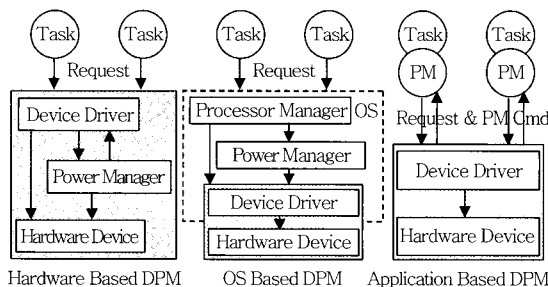 Task Task
Request
Device Driver
Power Manager
Hardware Device
Hardware Based DPM
Task Task
Request
Processor Manager OS
Power Manager
Device Driver
Hardware Device
OS Based DPM
Task Task
PM PM
Request & PM Cmd
Device Driver
Hardware Device
Application Based DPM